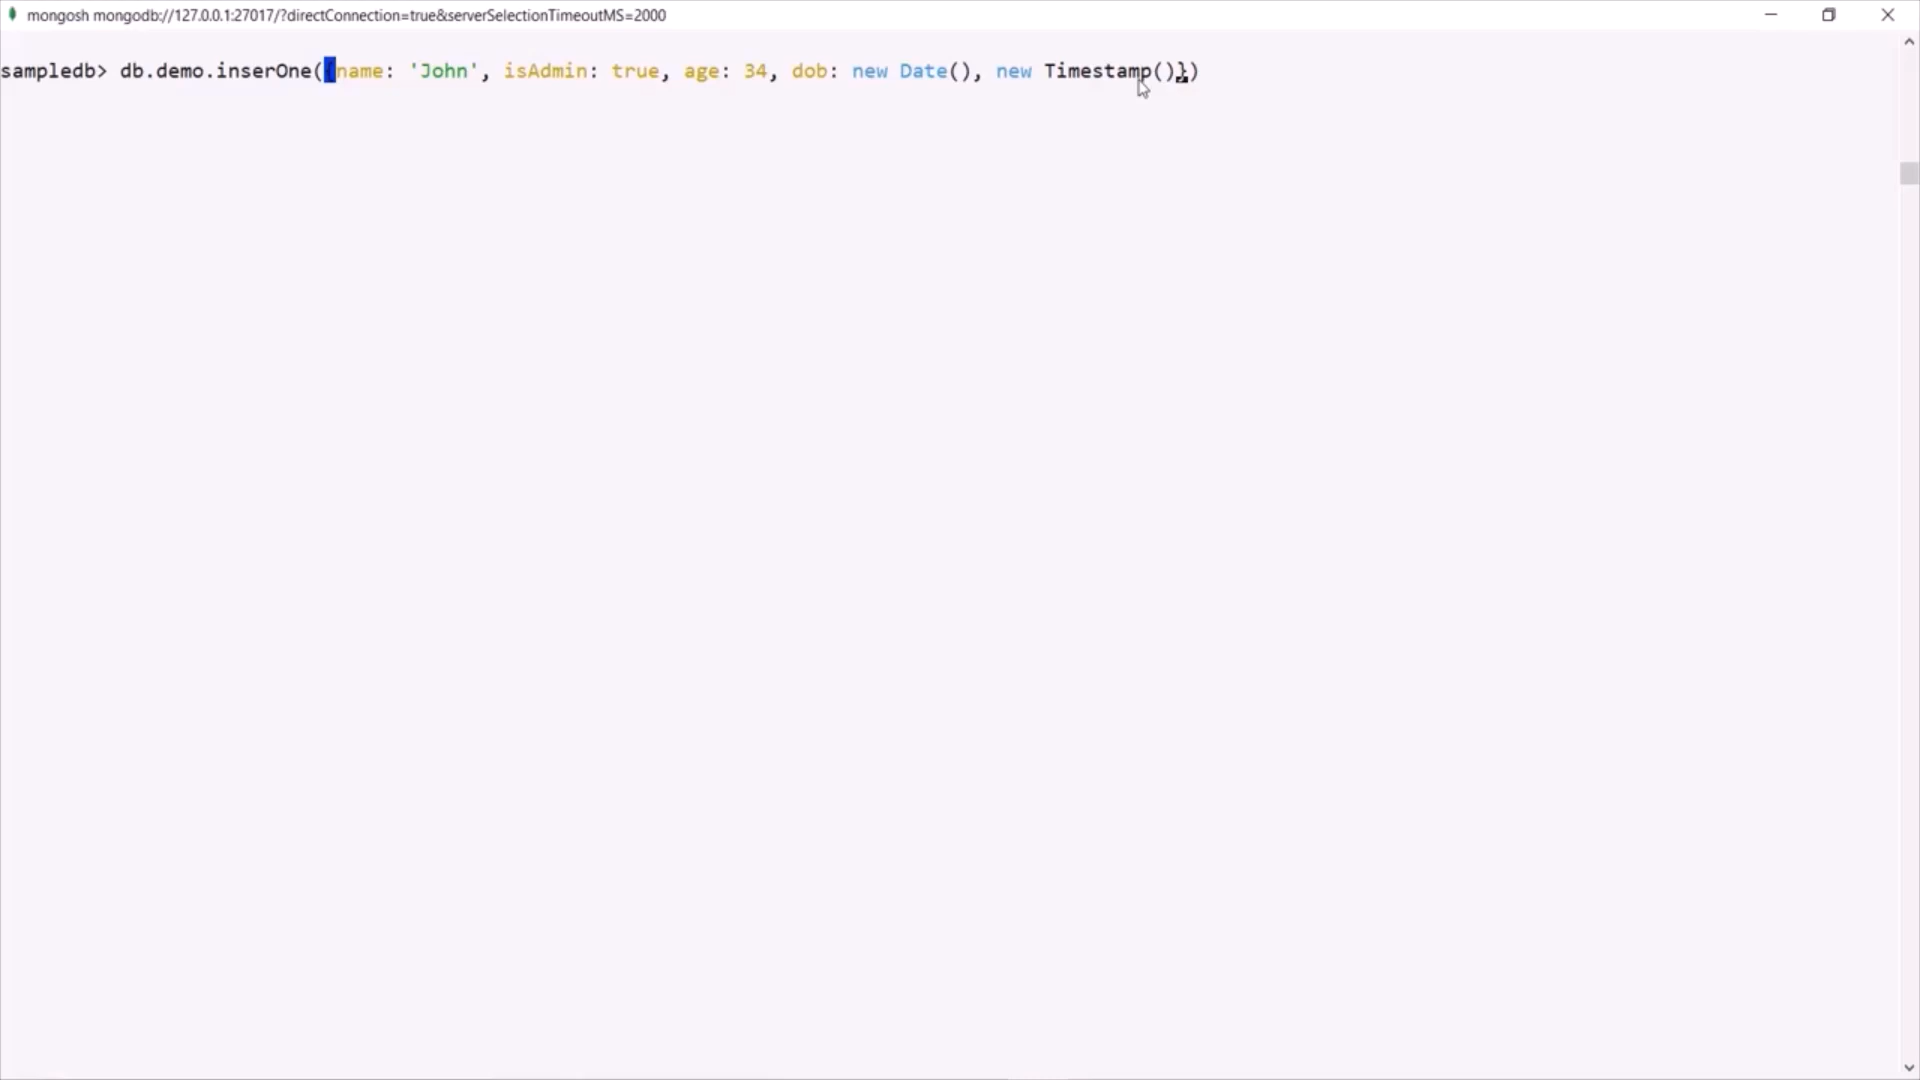 mongosh mongodb://127.0.0.1:27017/?directConnection=true&serverSelectionTimeoutMS=2000
sampledb> db.demo.inserOne({name: 'John', isAdmin: true, age: 34, dob: new Date(), new Timestamp()})